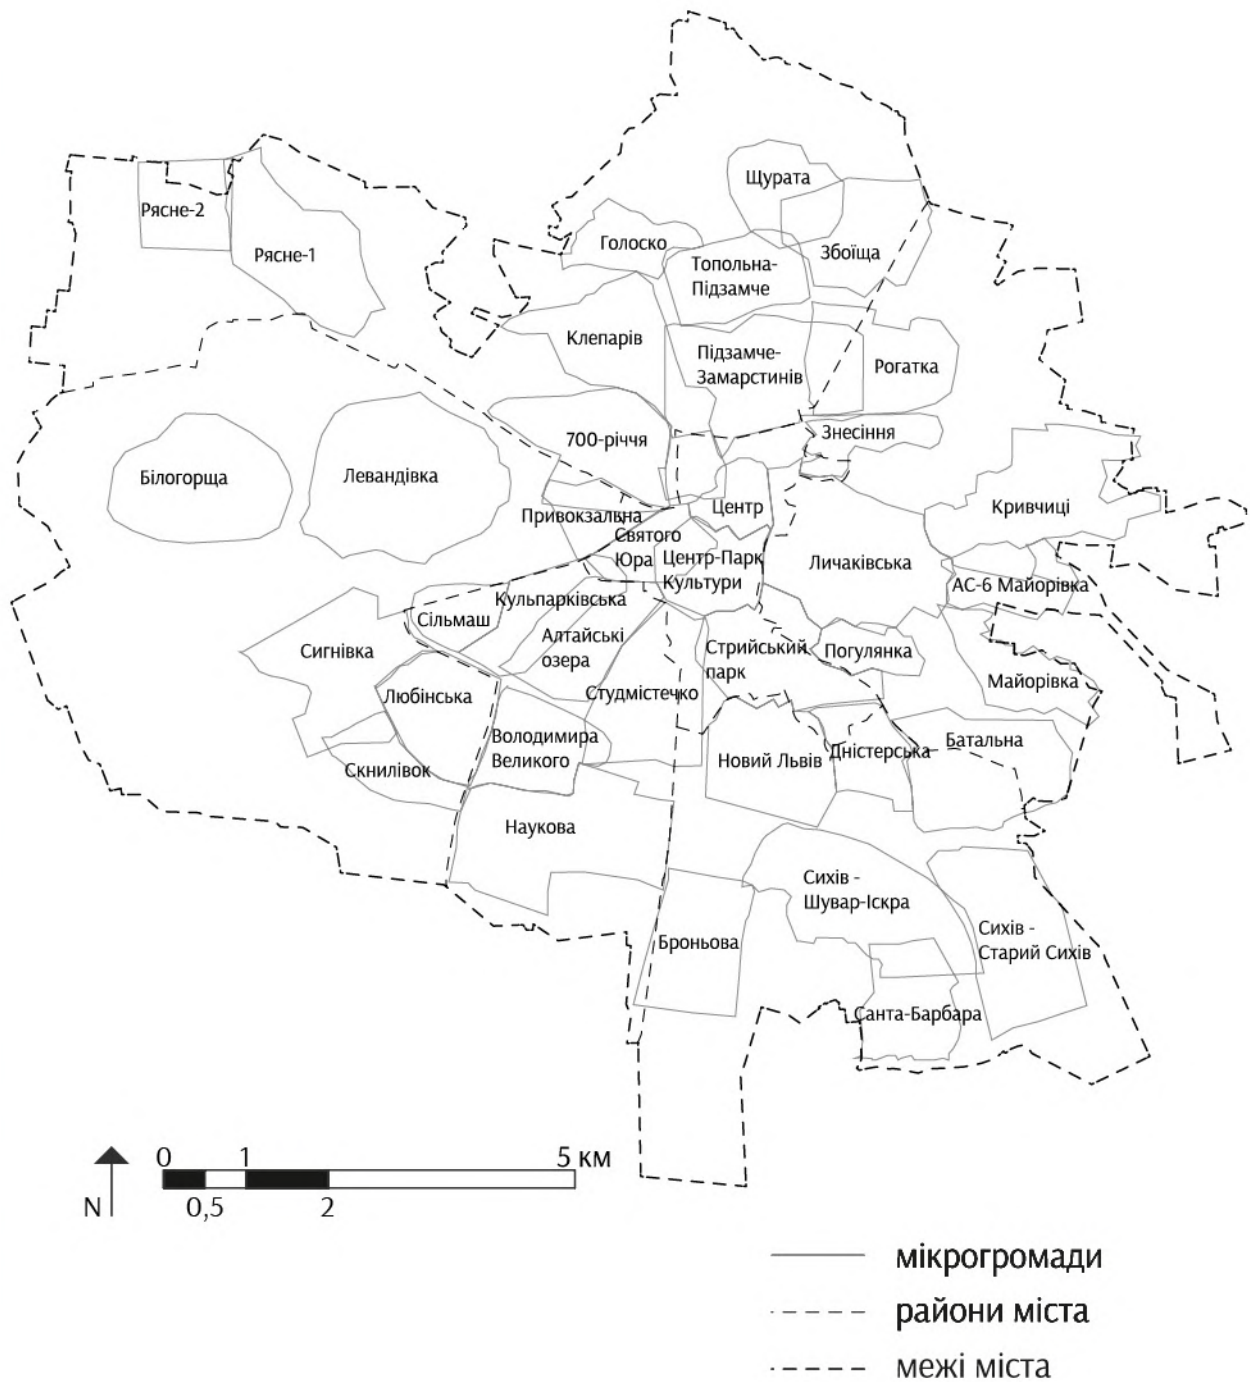 Щурата
Рясне-2
Голоско
Збоїща
Рясне-1
Топольна-
Підзамче
Клепарів
Підзамче-
Замарстинів
Рогатка
700-річчя
Знесіння
Білогорща
Левандівка
Привокзальна
Центр
Кривчиці
Святого
Юра
Центр-Парк
Культури
Личаківська
АС-6 Майорівка
Кульпарківська
Сільмаш
Алтайські
озера
Сигнівка
Стрийський
парк
Погулянка
Майорівка
Любінська
Студмістечко
Володимира
Великого
Скнилівок
Новий Львів
Дністерська
Батальна
Наукова
Сихів -
Шувар-Іскра
Броньова
Сихів -
Старий Сихів
Санта-Барбара
0 1 5 км
N 0,5 2
мікрогромади
райони міста
межі міста